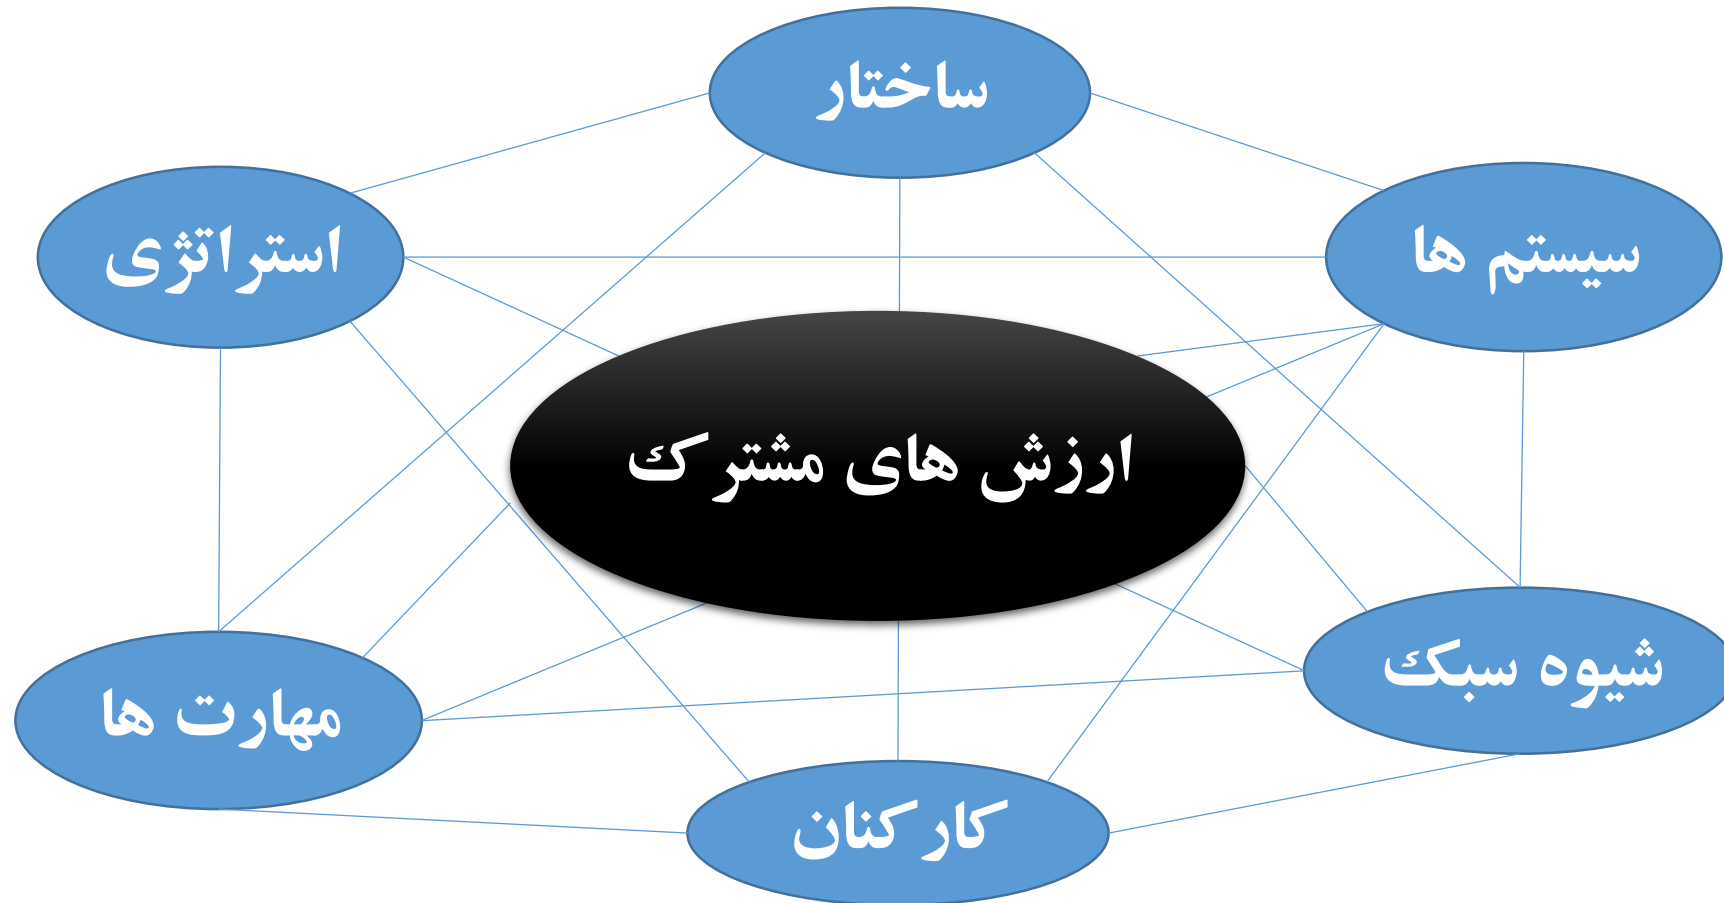 ساختار
سیستم ها
استراتژی
ارزش های مشترک
شیوه سبک
مهارت ها
کارکنان